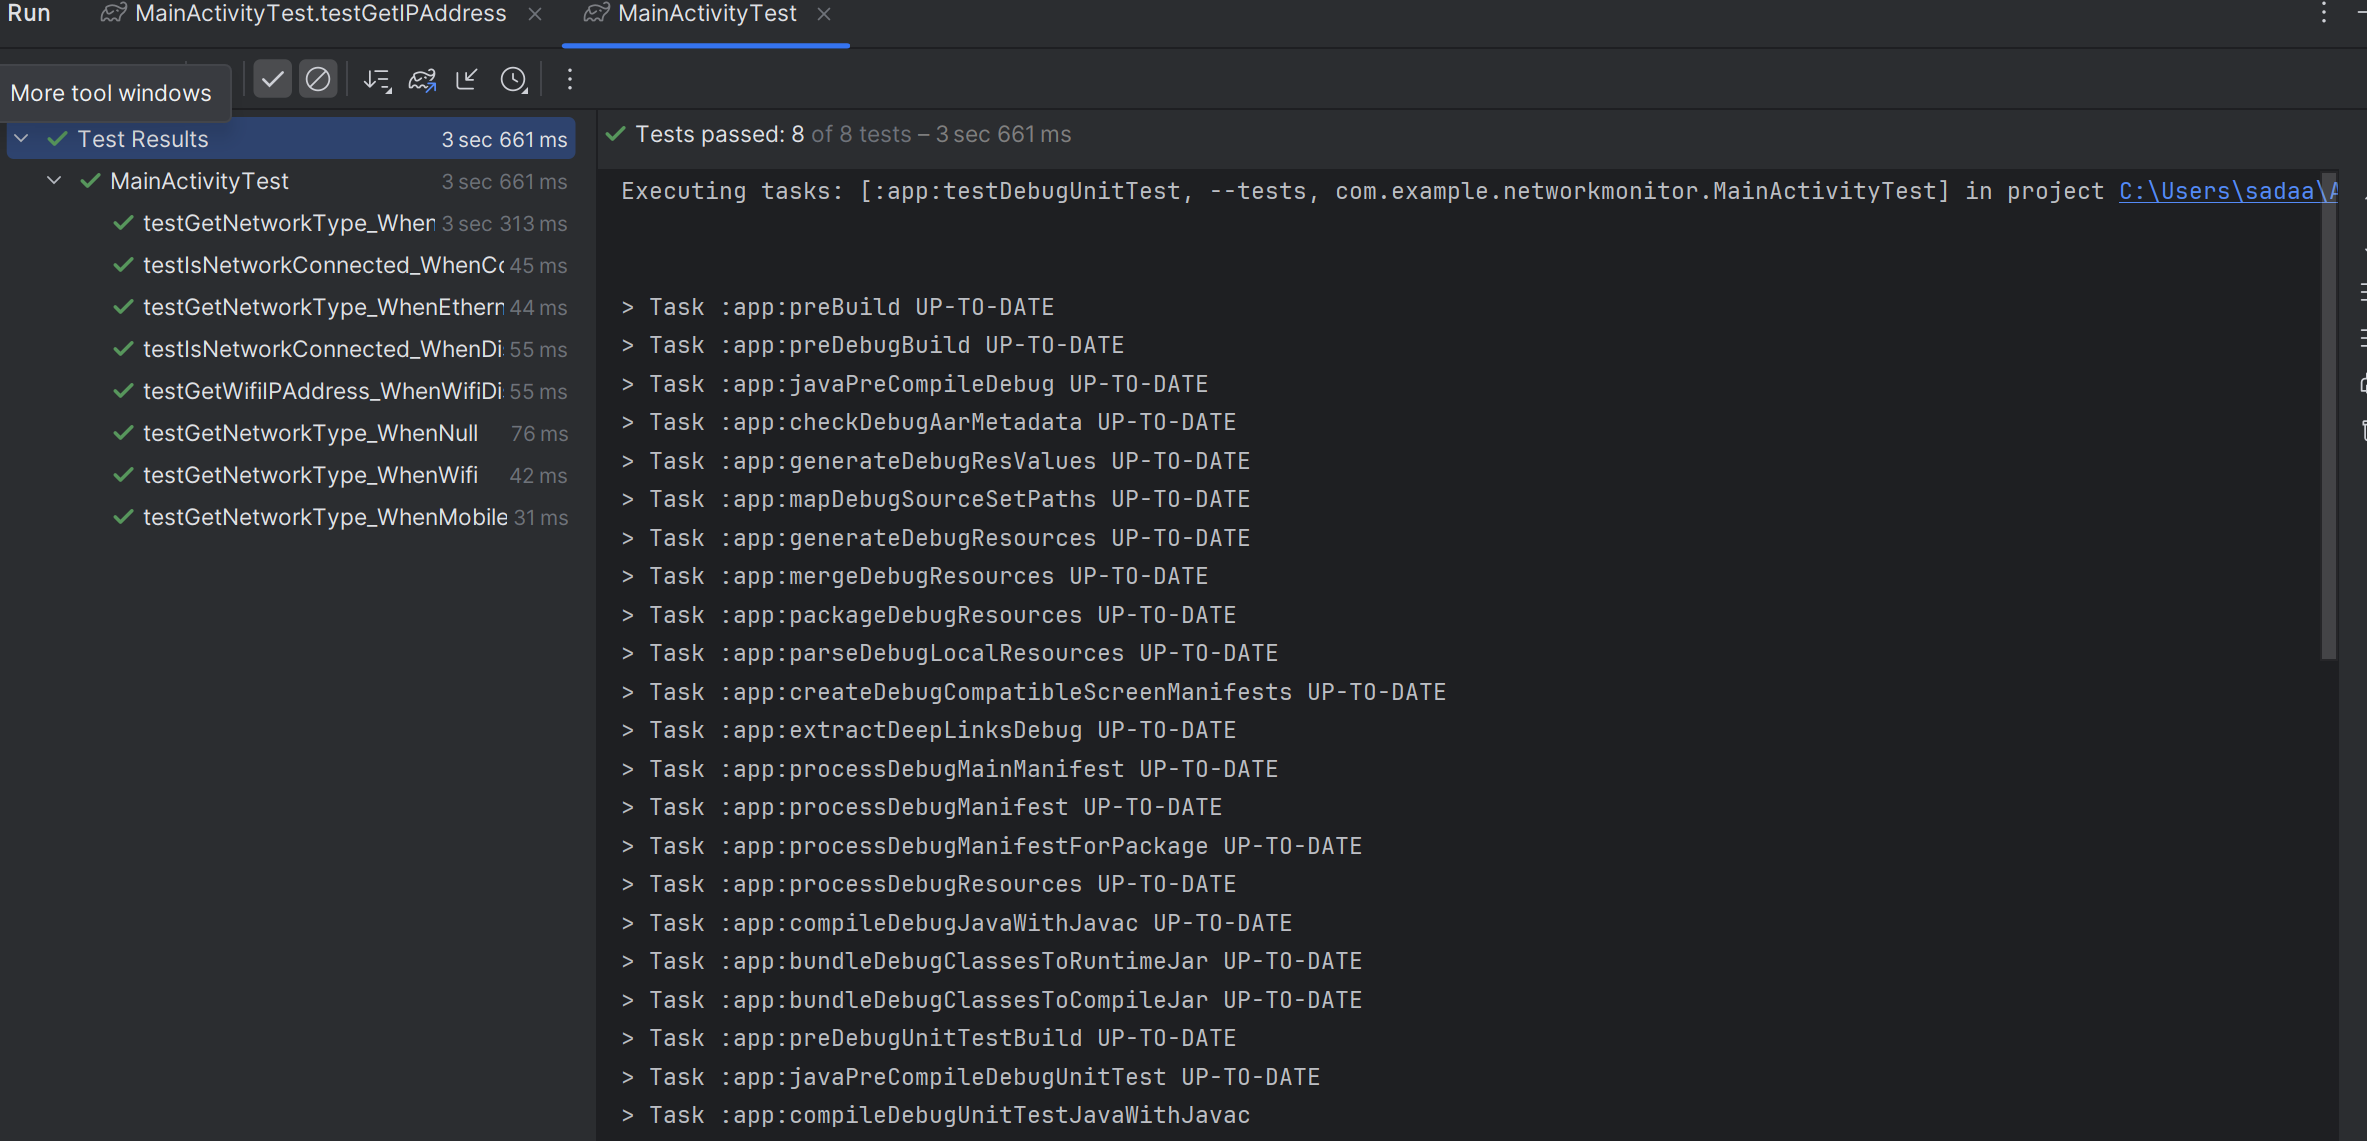 Run MainActivityTest.testGetIPAddress MainActivityTest
More tool windows
Test Results 3 sec 661 ms
MainActivityTest 3 sec 661 ms
testGetNetworkType_When 3 sec 313 ms
testIsNetworkConnected_WhenCo 45 ms
testGetNetworkType_WhenEthern 44 ms
testIsNetworkConnected_WhenDi 55 ms
testGetWifiIPAddress_WhenWifiDi 55 ms
testGetNetworkType_WhenNull 76 ms
testGetNetworkType_WhenWifi 42 ms
testGetNetworkType_WhenMobile 31 ms
Tests passed: 8 of 8 tests – 3 sec 661 ms
Executing tasks: [:app:testDebugUnitTest, --tests, com.example.networkmonitor.MainActivityTest] in project C:\Users\sadaa\A
> Task :app:preBuild UP-TO-DATE
> Task :app:preDebugBuild UP-TO-DATE
> Task :app:javaPreCompileDebug UP-TO-DATE
> Task :app:checkDebugAarMetadata UP-TO-DATE
> Task :app:generateDebugResValues UP-TO-DATE
> Task :app:mapDebugSourceSetPaths UP-TO-DATE
> Task :app:generateDebugResources UP-TO-DATE
> Task :app:mergeDebugResources UP-TO-DATE
> Task :app:packageDebugResources UP-TO-DATE
> Task :app:parseDebugLocalResources UP-TO-DATE
> Task :app:createDebugCompatibleScreenManifests UP-TO-DATE
> Task :app:extractDeepLinksDebug UP-TO-DATE
> Task :app:processDebugMainManifest UP-TO-DATE
> Task :app:processDebugManifest UP-TO-DATE
> Task :app:processDebugManifestForPackage UP-TO-DATE
> Task :app:processDebugResources UP-TO-DATE
> Task :app:compileDebugJavaWithJavac UP-TO-DATE
> Task :app:bundleDebugClassesToRuntimeJar UP-TO-DATE
> Task :app:bundleDebugClassesToCompileJar UP-TO-DATE
> Task :app:preDebugUnitTestBuild UP-TO-DATE
> Task :app:javaPreCompileDebugUnitTest UP-TO-DATE
> Task :app:compileDebugUnitTestJavaWithJavac